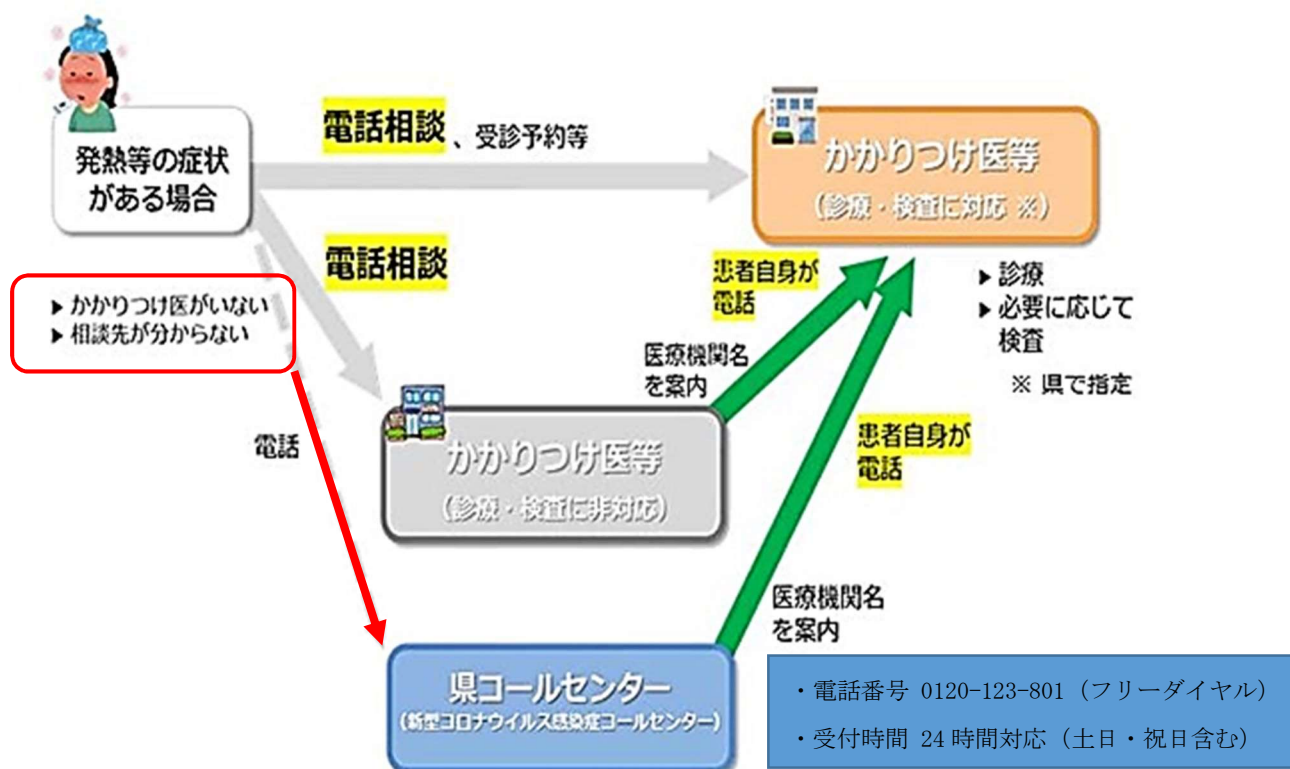 発熱等の症状
がある場合
電話相談、受診予約等
かかりつけ医等
(診療・検査に対応 ※)
電話相談
▶ かかりつけ医がいない
▶ 相談先が分からない
患者自身が
電話
▶ 診療
▶ 必要に応じて
検査
※ 県で指定
医療機関名
を案内
電話
かかりつけ医等
(診療・検査に非対応)
患者自身が
電話
医療機関名
を案内
県コールセンター
(新型コロナウイルス感染症コールセンター)
・電話番号 0120-123-801 (フリーダイヤル)
・受付時間 24時間対応 (土日・祝日含む)